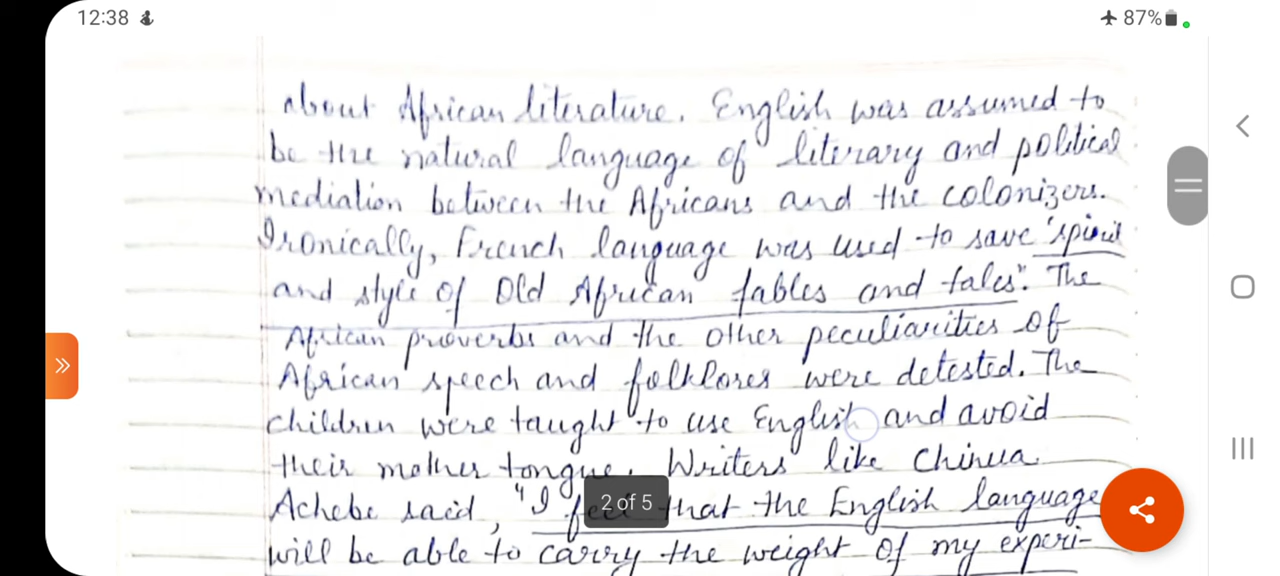 12:38
87%
about African literature. English was assumed to
be the natural language of literary and political
mediation between the Africans and the colonizers.
Ironically, French language was used to save 'spirit
and style of Old African fables and tales". The
African proverbs and the other peculiarities of
African speech and folklores were detested. The
children were taught to use English and avoid
their mother tongue. Writers like Chinua
Achebe said, "I feel that the English language
will be able to carry the weight of my experi-
2 of 5